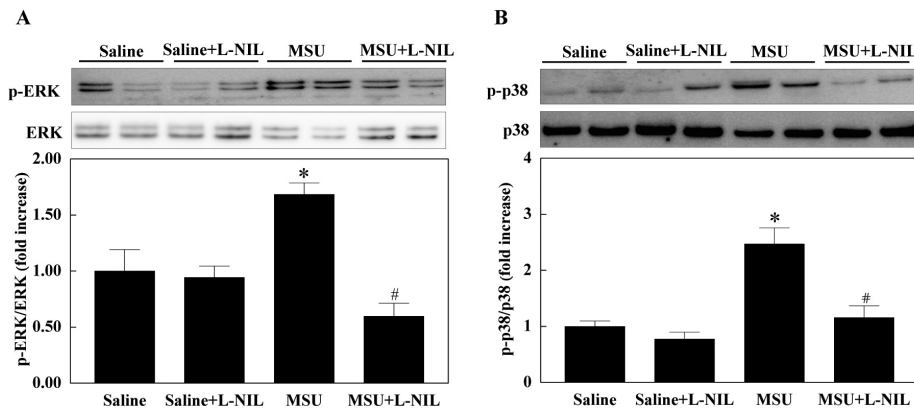 A
Saline Saline+L-NIL MSU MSU+L-NIL
p-ERK
ERK
p-ERK/ERK (fold increase)
2.00
1.50
1.00
0.50
0.00
*
#
Saline Saline+L-NIL MSU MSU+L-NIL
B
Saline Saline+L-NIL MSU MSU+L-NIL
p-p38
p38
p-p38/p38 (fold increase)
4
3
2
1
0
*
#
Saline Saline+L-NIL MSU MSU+L-NIL